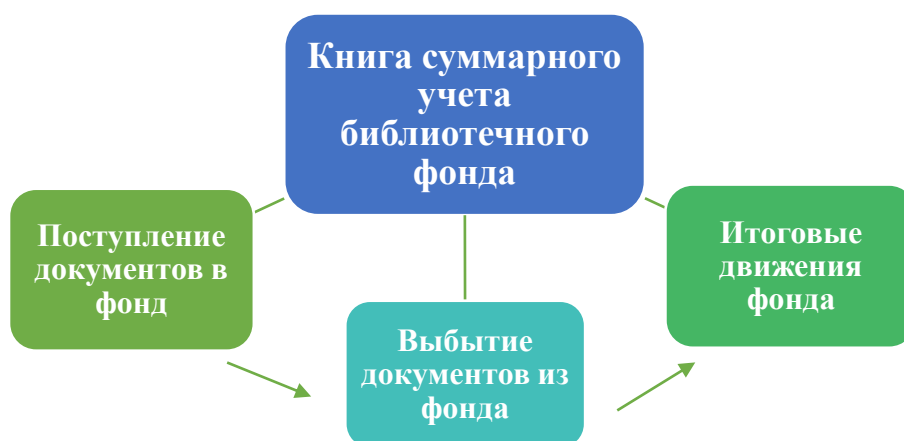 Книга суммарного
учета
библиотечного
фонда
Поступление
документов в
фонд
Выбытие
документов из
фонда
Итоговые
движения
фонда